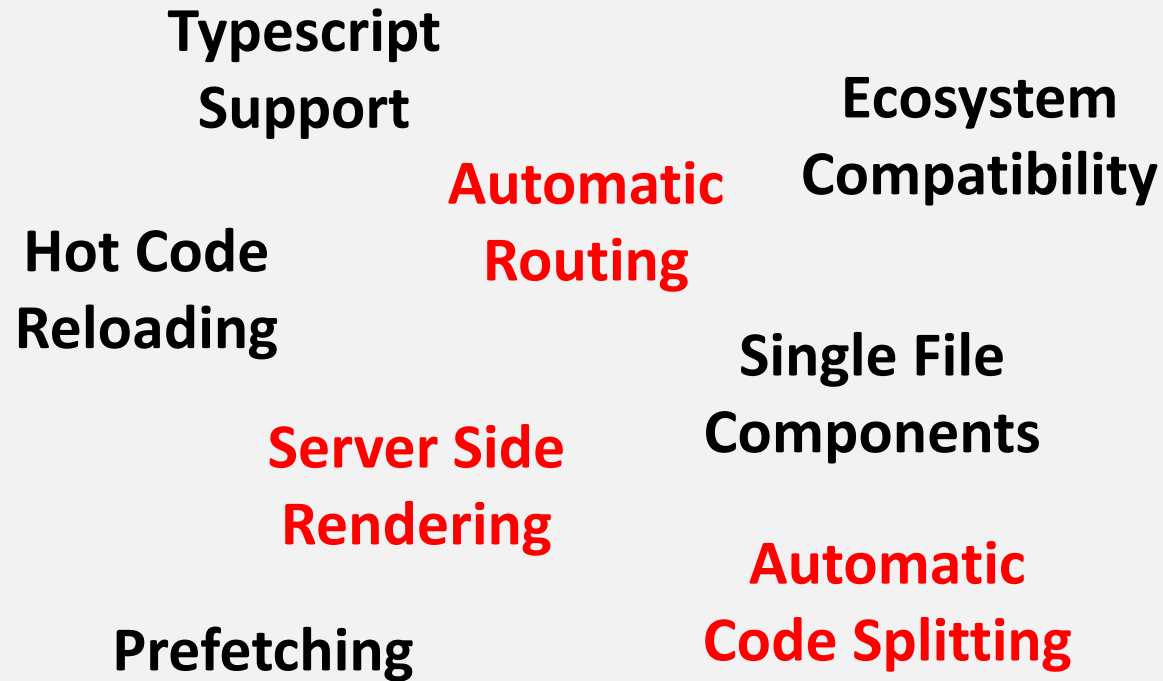 Typescript
Support
Ecosystem
Compatibility
Automatic
Routing
Hot Code
Reloading
Single File
Components
Server Side
Rendering
Automatic
Code Splitting
Prefetching